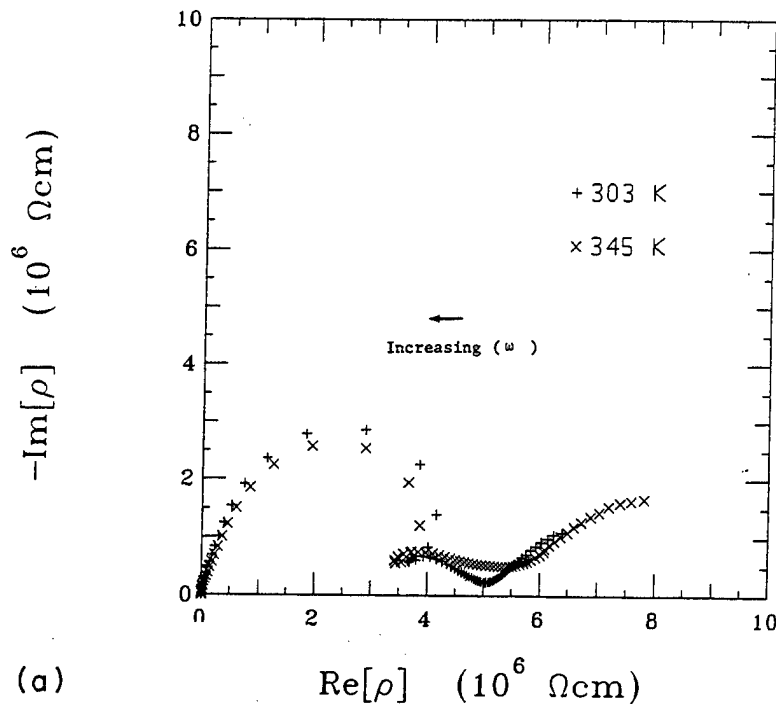 10
8
6
4
2
0
−Im[ρ] (10⁶ Ωcm)
+ 303 K
× 345 K
Increasing (ω)
0 2 4 6 8 10
(a)
Re[ρ] (10⁶ Ωcm)